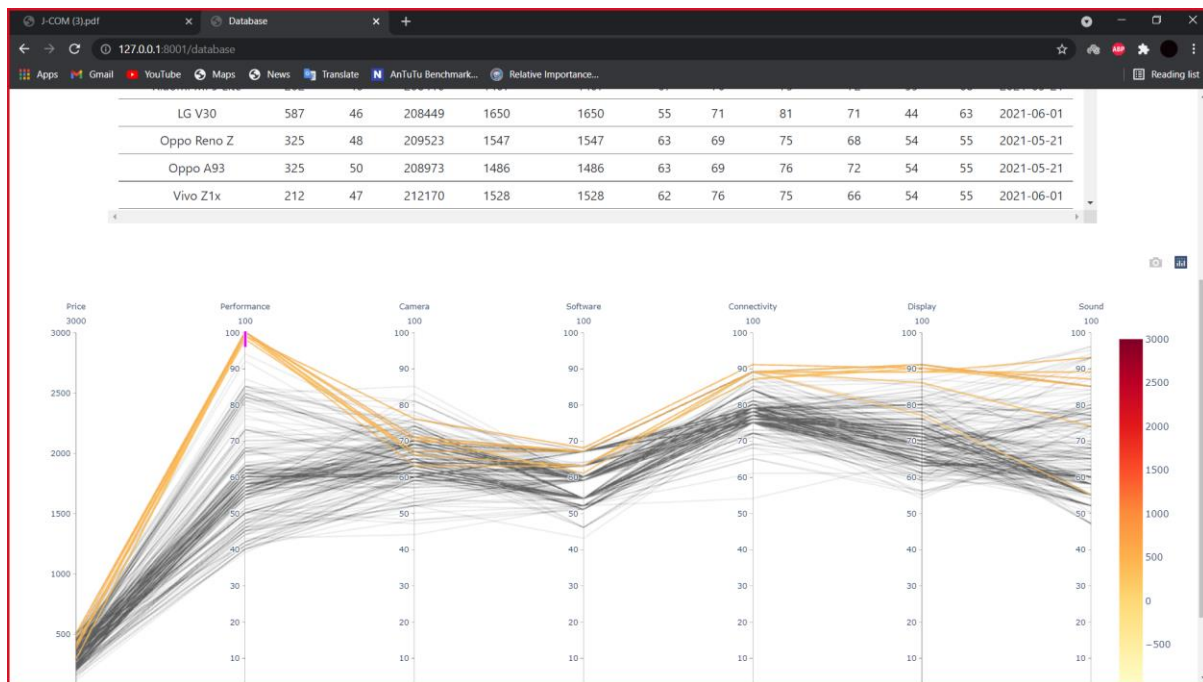 J-COM (3).pdf
Database
127.0.0.1:8001/database
Apps Gmail YouTube Maps News Translate N AnTuTu Benchmark... Relative Importance... Reading list
ABP
LG V30 587 46 208449 1650 1650 55 71 81 71 44 63 2021-06-01
Oppo Reno Z 325 48 209523 1547 1547 63 69 75 68 54 55 2021-05-21
Oppo A93 325 50 208973 1486 1486 63 69 76 72 54 55 2021-05-21
Vivo Z1x 212 47 212170 1528 1528 62 76 75 66 54 55 2021-06-01
Price Performance Camera Software Connectivity Display Sound
3000 100 100 100 100 100 100
3000 100 100 100 100 100 100 3000
90 90 90 90 90 90
2500 2500
80 80 80 80 80 80
2000 2000
70 70 70 70 70 70
1500 60 60 60 60 60 60 1500
50 50 50 50 50 50
1000 1000
40 40 40 40 40 40
500
30 30 30 30 30 30
500 0
20 20 20 20 20 20
10 10 10 10 10 10 −500